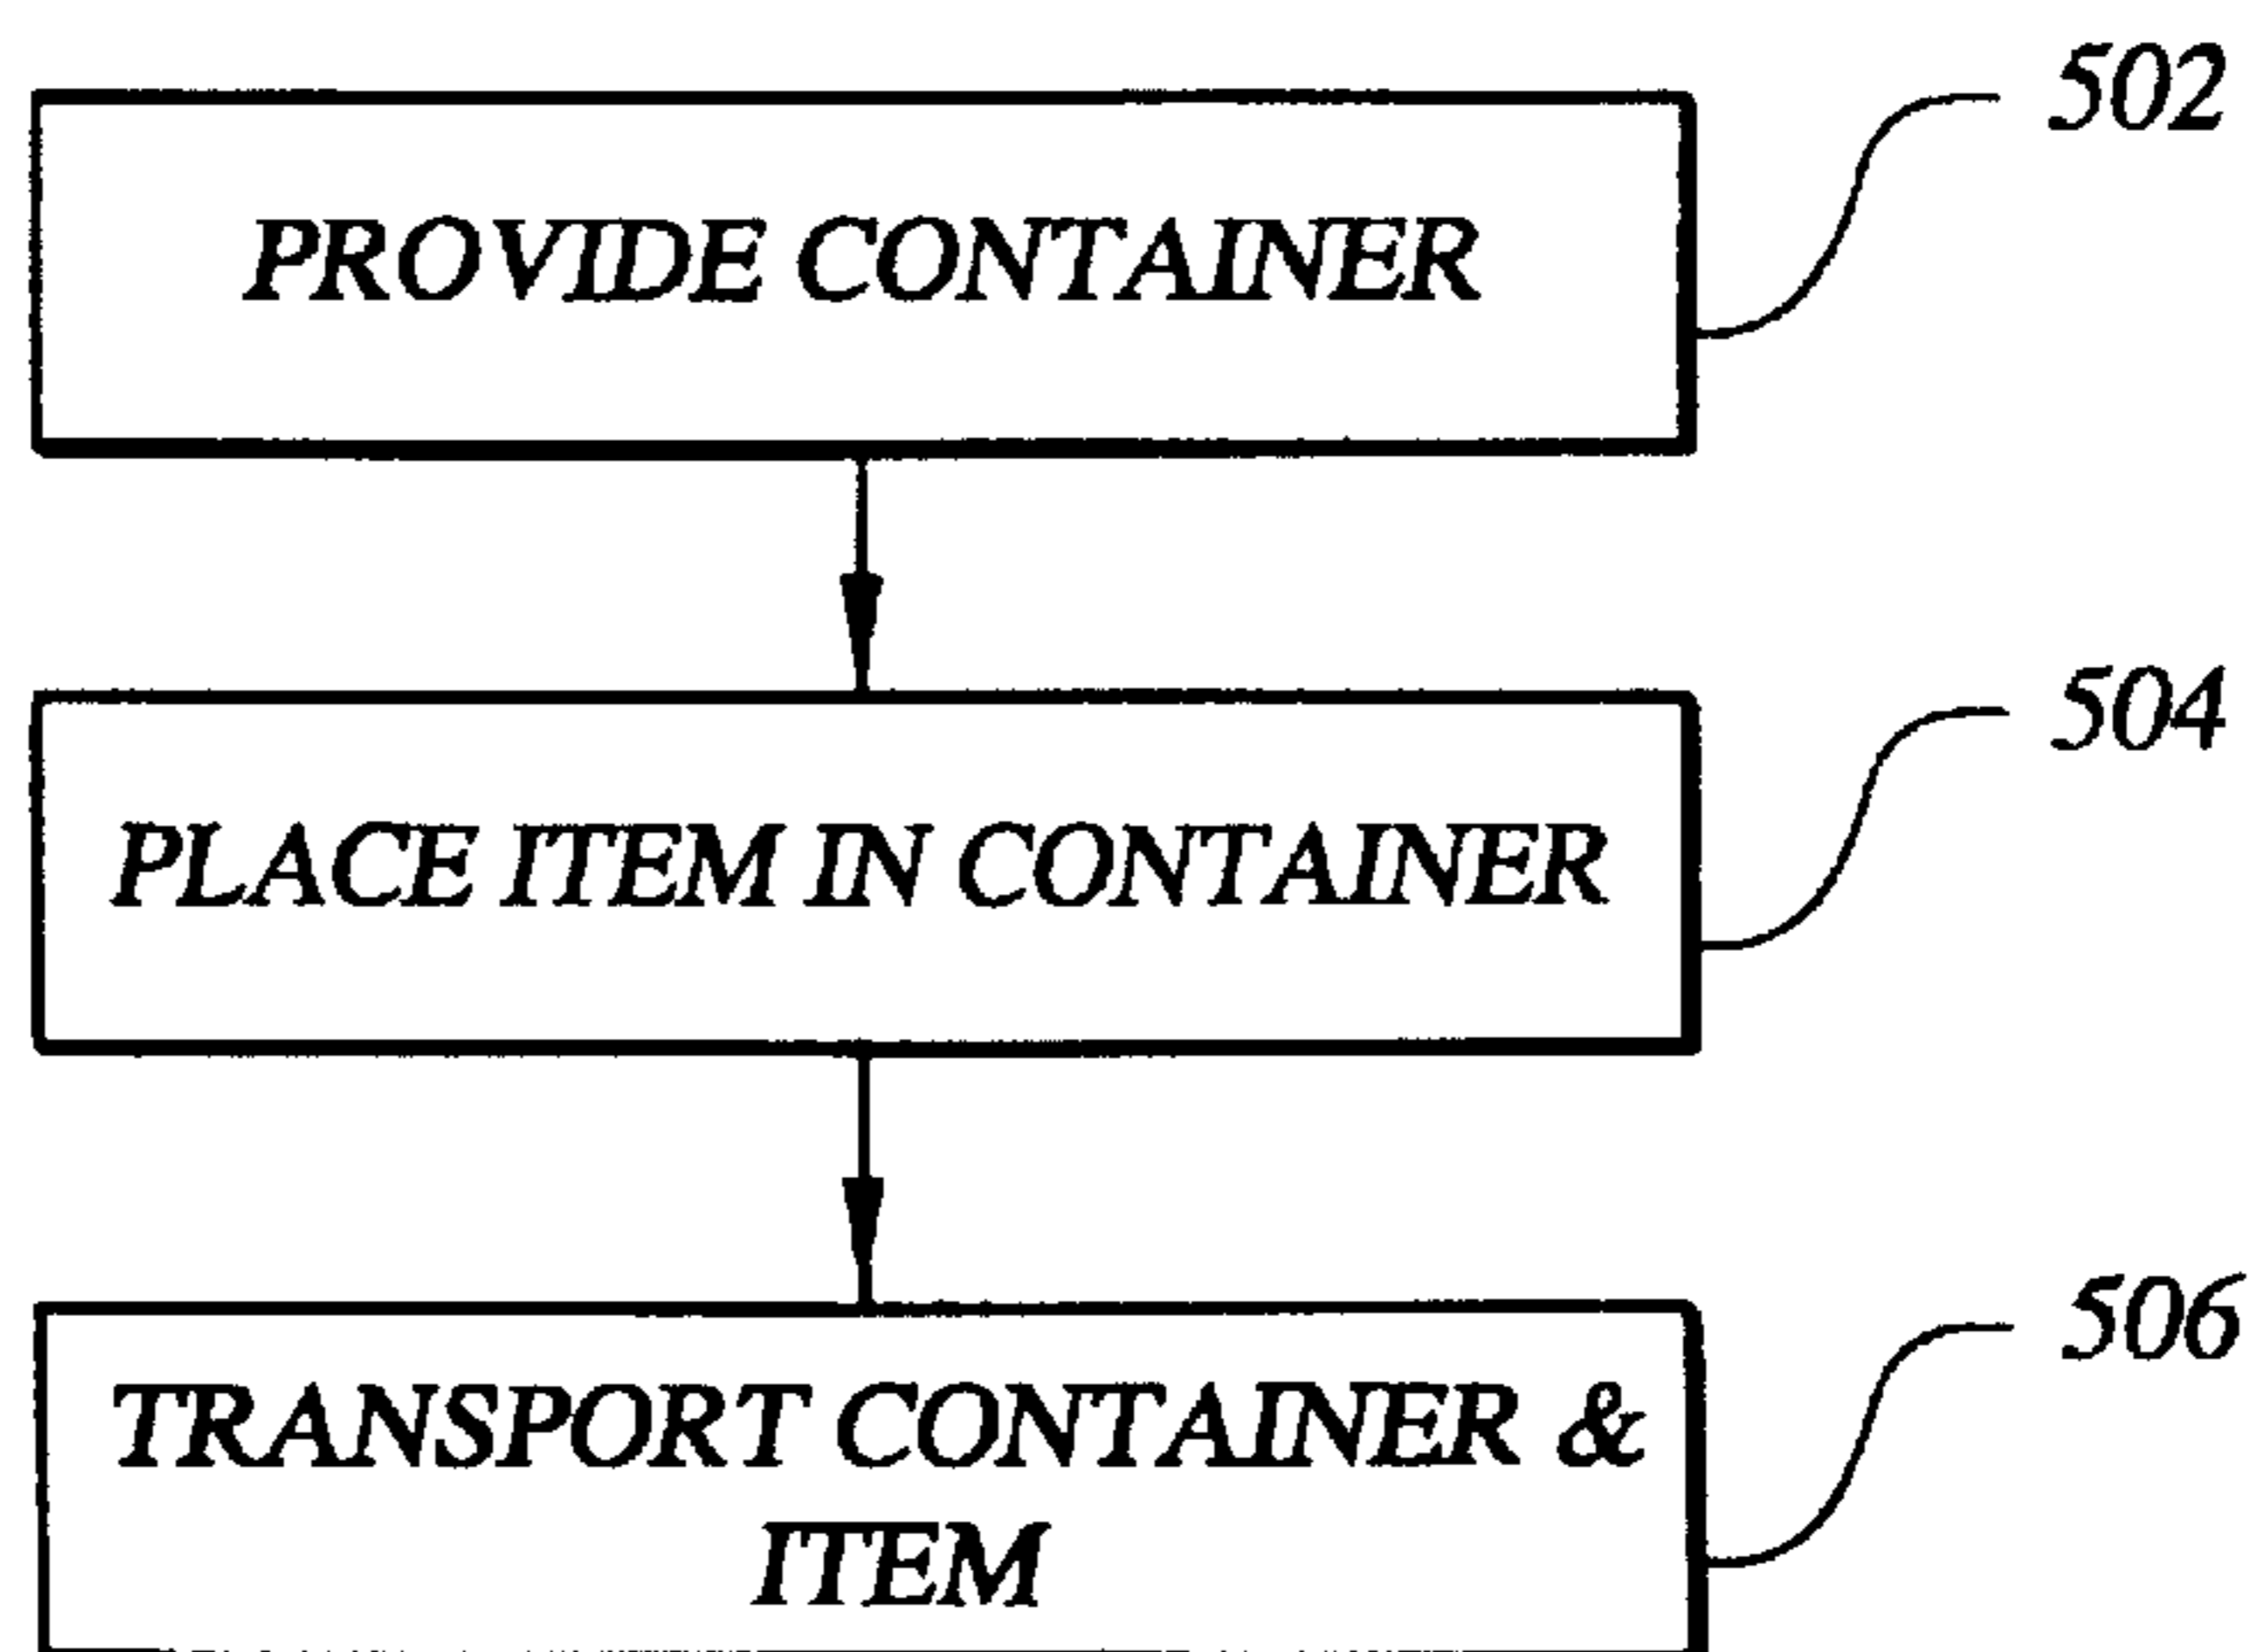 502
PROVIDE CONTAINER
504
PLACE ITEM IN CONTAINER
506
TRANSPORT CONTAINER &
ITEM